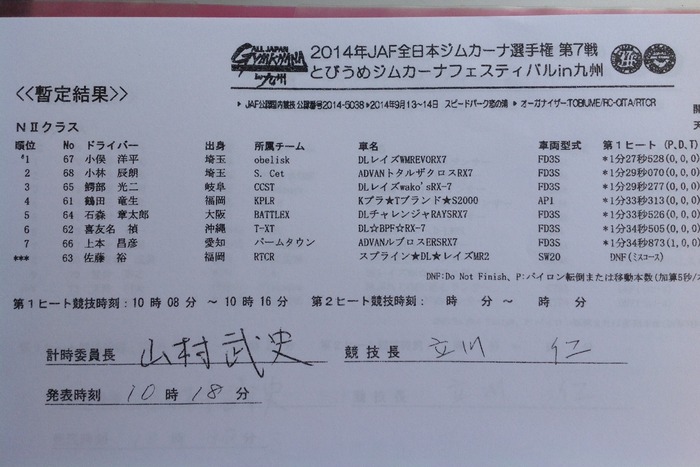 ALL JAPAN
GYMKHANA
in 九州
2014年JAF全日本ジムカーナ選手権 第7戦
とびうめジムカーナフェスティバルin九州
<<暫定結果>>
▶JAF公認国内競技 公認番号2014-5038 ▶2014年9月13~14日 スピードパーク恋の浦 ▶オーガナイザー:TOBIUME/RC-OITA/RTCR
NⅡクラス
順位 No ドライバー 出身 所属チーム 車名 車両型式 第1ヒート(P,D,T)
*1 67 小俣 洋平 埼玉 obelisk DLレイズWMREVORX7 FD3S *1分27秒528(0,0,0)
2 68 小林 辰朗 埼玉 S.Cet ADVANトタルザクロスRX7 FD3S *1分29秒070(0,0,0)
3 65 鰐部 光二 岐阜 CCST DLレイズwako'sRX-7 FD3S *1分29秒277(0,0,0)
4 61 鶴田 竜生 福岡 KPLR Kプラ★Tブランド★S2000 AP1 *1分33秒313(0,0,0)
5 64 石森 章太郎 大阪 BATTLEX DLチャレンジャRAYSRX7 FD3S *1分33秒526(0,0,0)
6 62 喜友名 禎 沖縄 T-XT DL☆BPF☆RX-7 FD3S *1分34秒505(0,0,0)
7 66 上本 昌彦 愛知 パームタウン ADVANルブロスERSRX7 FD3S *1分34秒873(1,0,0)
*** 63 佐藤 裕 福岡 RTCR スプライン★DL★レイズMR2 SW20 DNF(ミスコース)
DNF:Do Not Finish、P:パイロン転倒または移動本数(加算5秒/
第1ヒート競技時刻:10時08分 ~10時16分 第2ヒート競技時刻: 時 分~ 時 分
計時委員長 山村武史 競技長 立川 仁
発表時刻 10時18分